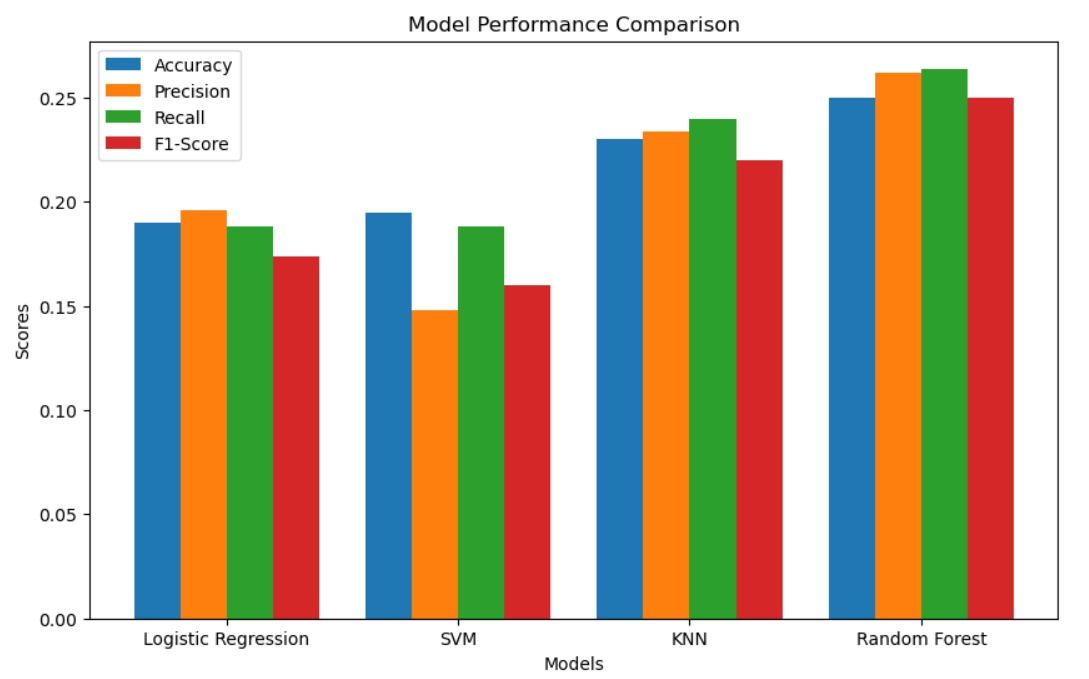 Model Performance Comparison
Accuracy
Precision
Recall
F1-Score
0.25
0.20
0.15
0.10
0.05
0.00
Scores
Logistic Regression SVM KNN Random Forest
Models